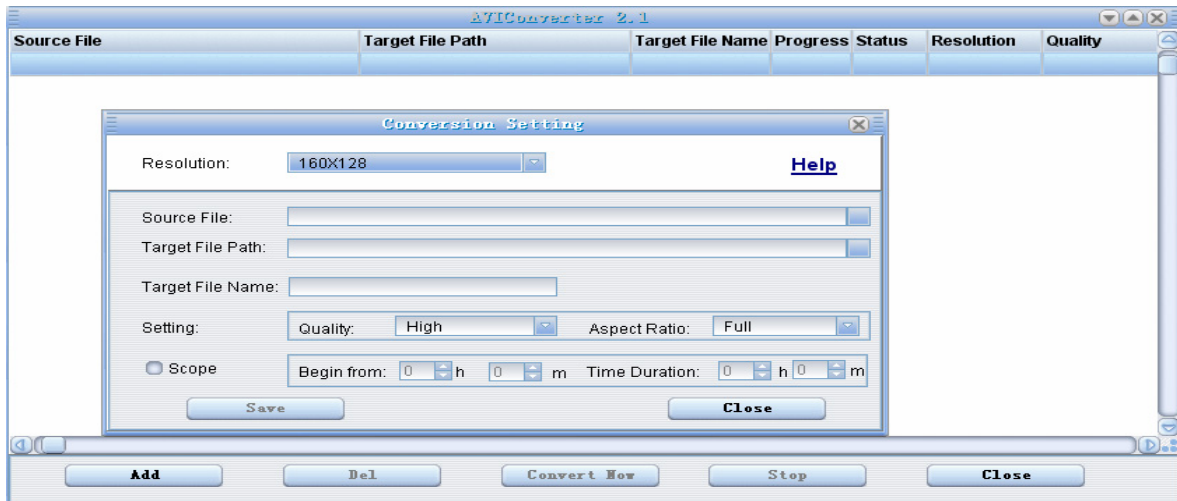 AVIConverter 2.1
Source File Target File Path Target File Name Progress Status Resolution Quality
Conversion Setting
Resolution: 160X128 Help
Source File:
Target File Path:
Target File Name:
Setting: Quality: High Aspect Ratio: Full
Scope Begin from: 0 h 0 m Time Duration: 0 h 0 m
Save Close
Add Del Convert Now Stop Close